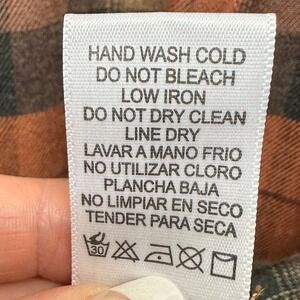 HAND WASH COLD
DO NOT BLEACH
LOW IRON
DO NOT DRY CLEAN
LINE DRY
LAVAR A MANO FRIO
NO UTILIZAR CLORO
PLANCHA BAJA
NO LIMPIAR EN SECO
TENDER PARA SECA
30